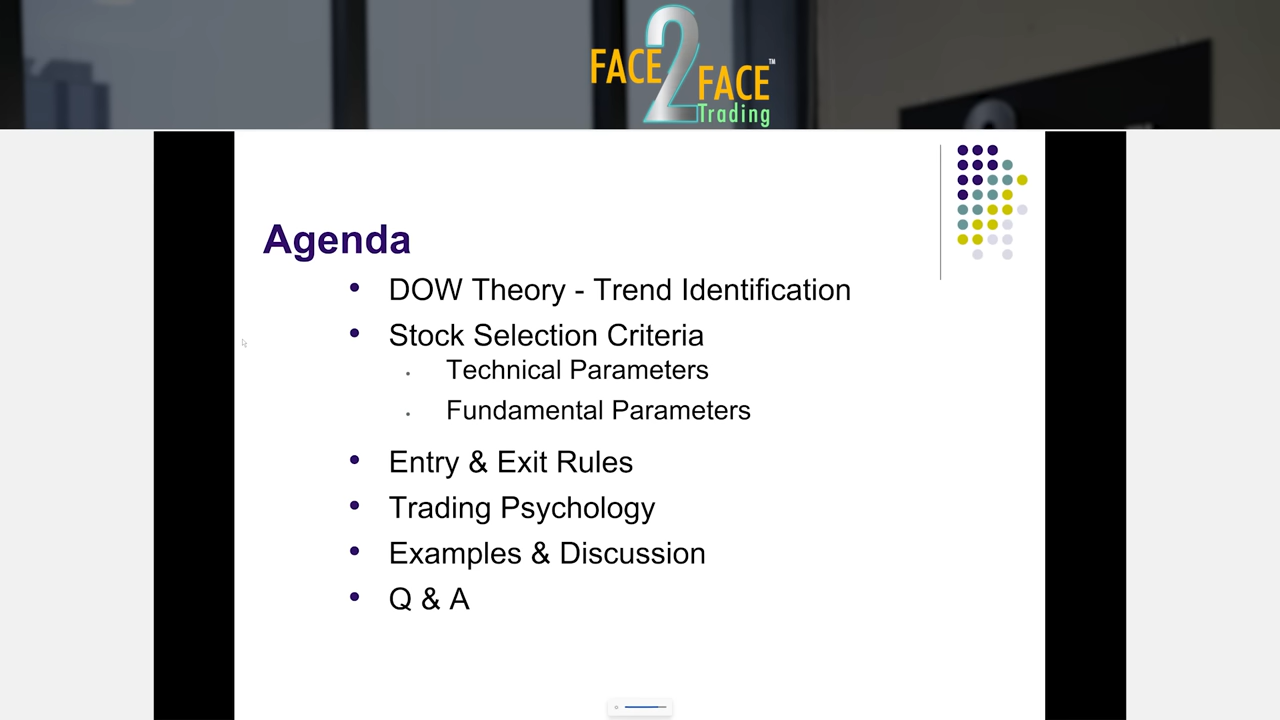 FACE 2 FACE™
Trading
Agenda
• DOW Theory - Trend Identification
• Stock Selection Criteria
• Technical Parameters
• Fundamental Parameters
• Entry & Exit Rules
• Trading Psychology
• Examples & Discussion
• Q & A